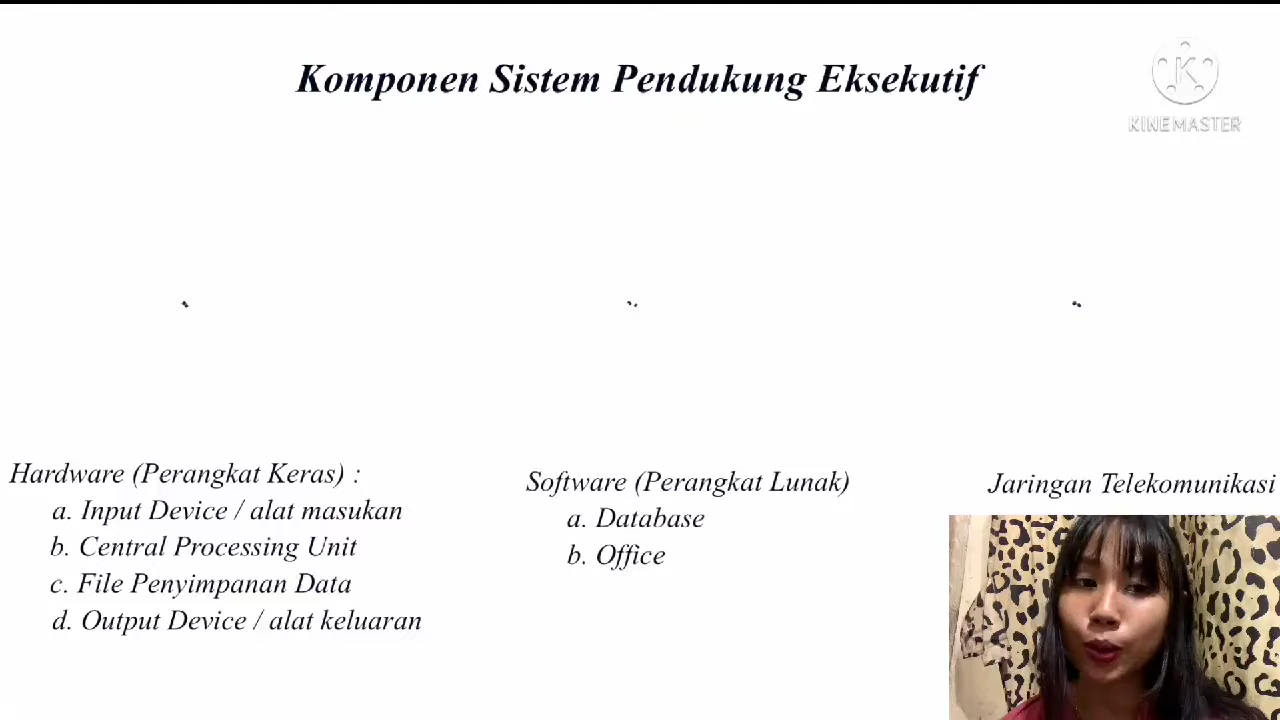 Komponen Sistem Pendukung Eksekutif
KINEMASTER
Hardware (Perangkat Keras) :
a. Input Device / alat masukan
b. Central Processing Unit
c. File Penyimpanan Data
d. Output Device / alat keluaran
Software (Perangkat Lunak)
a. Database
b. Office
Jaringan Telekomunikasi